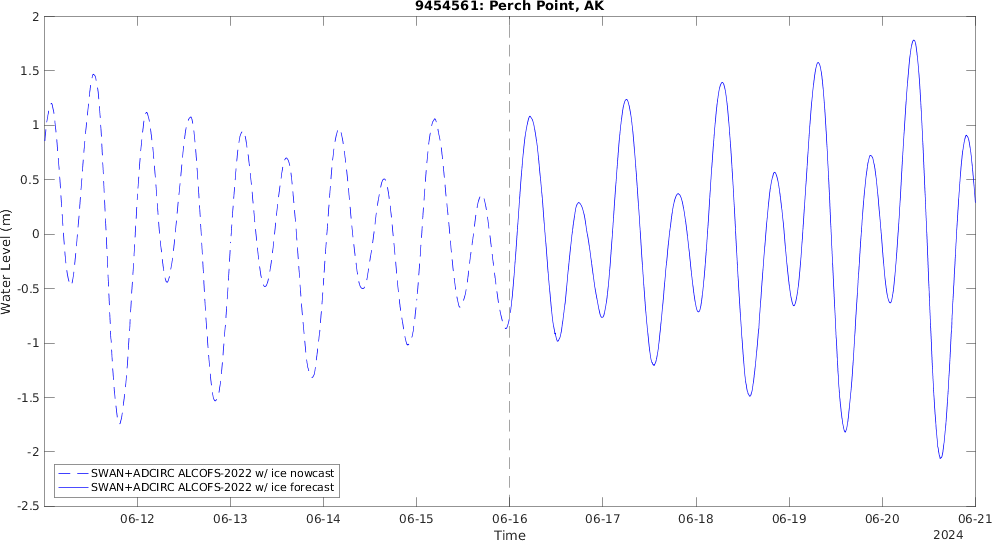 9454561: Perch Point, AK
2
1.5
1
0.5
0
-0.5
-1
-1.5
-2
-2.5
Water Level (m)
SWAN+ADCIRC ALCOFS-2022 w/ ice nowcast
SWAN+ADCIRC ALCOFS-2022 w/ ice forecast
06-12 06-13 06-14 06-15 06-16 06-17 06-18 06-19 06-20 06-21
Time
2024